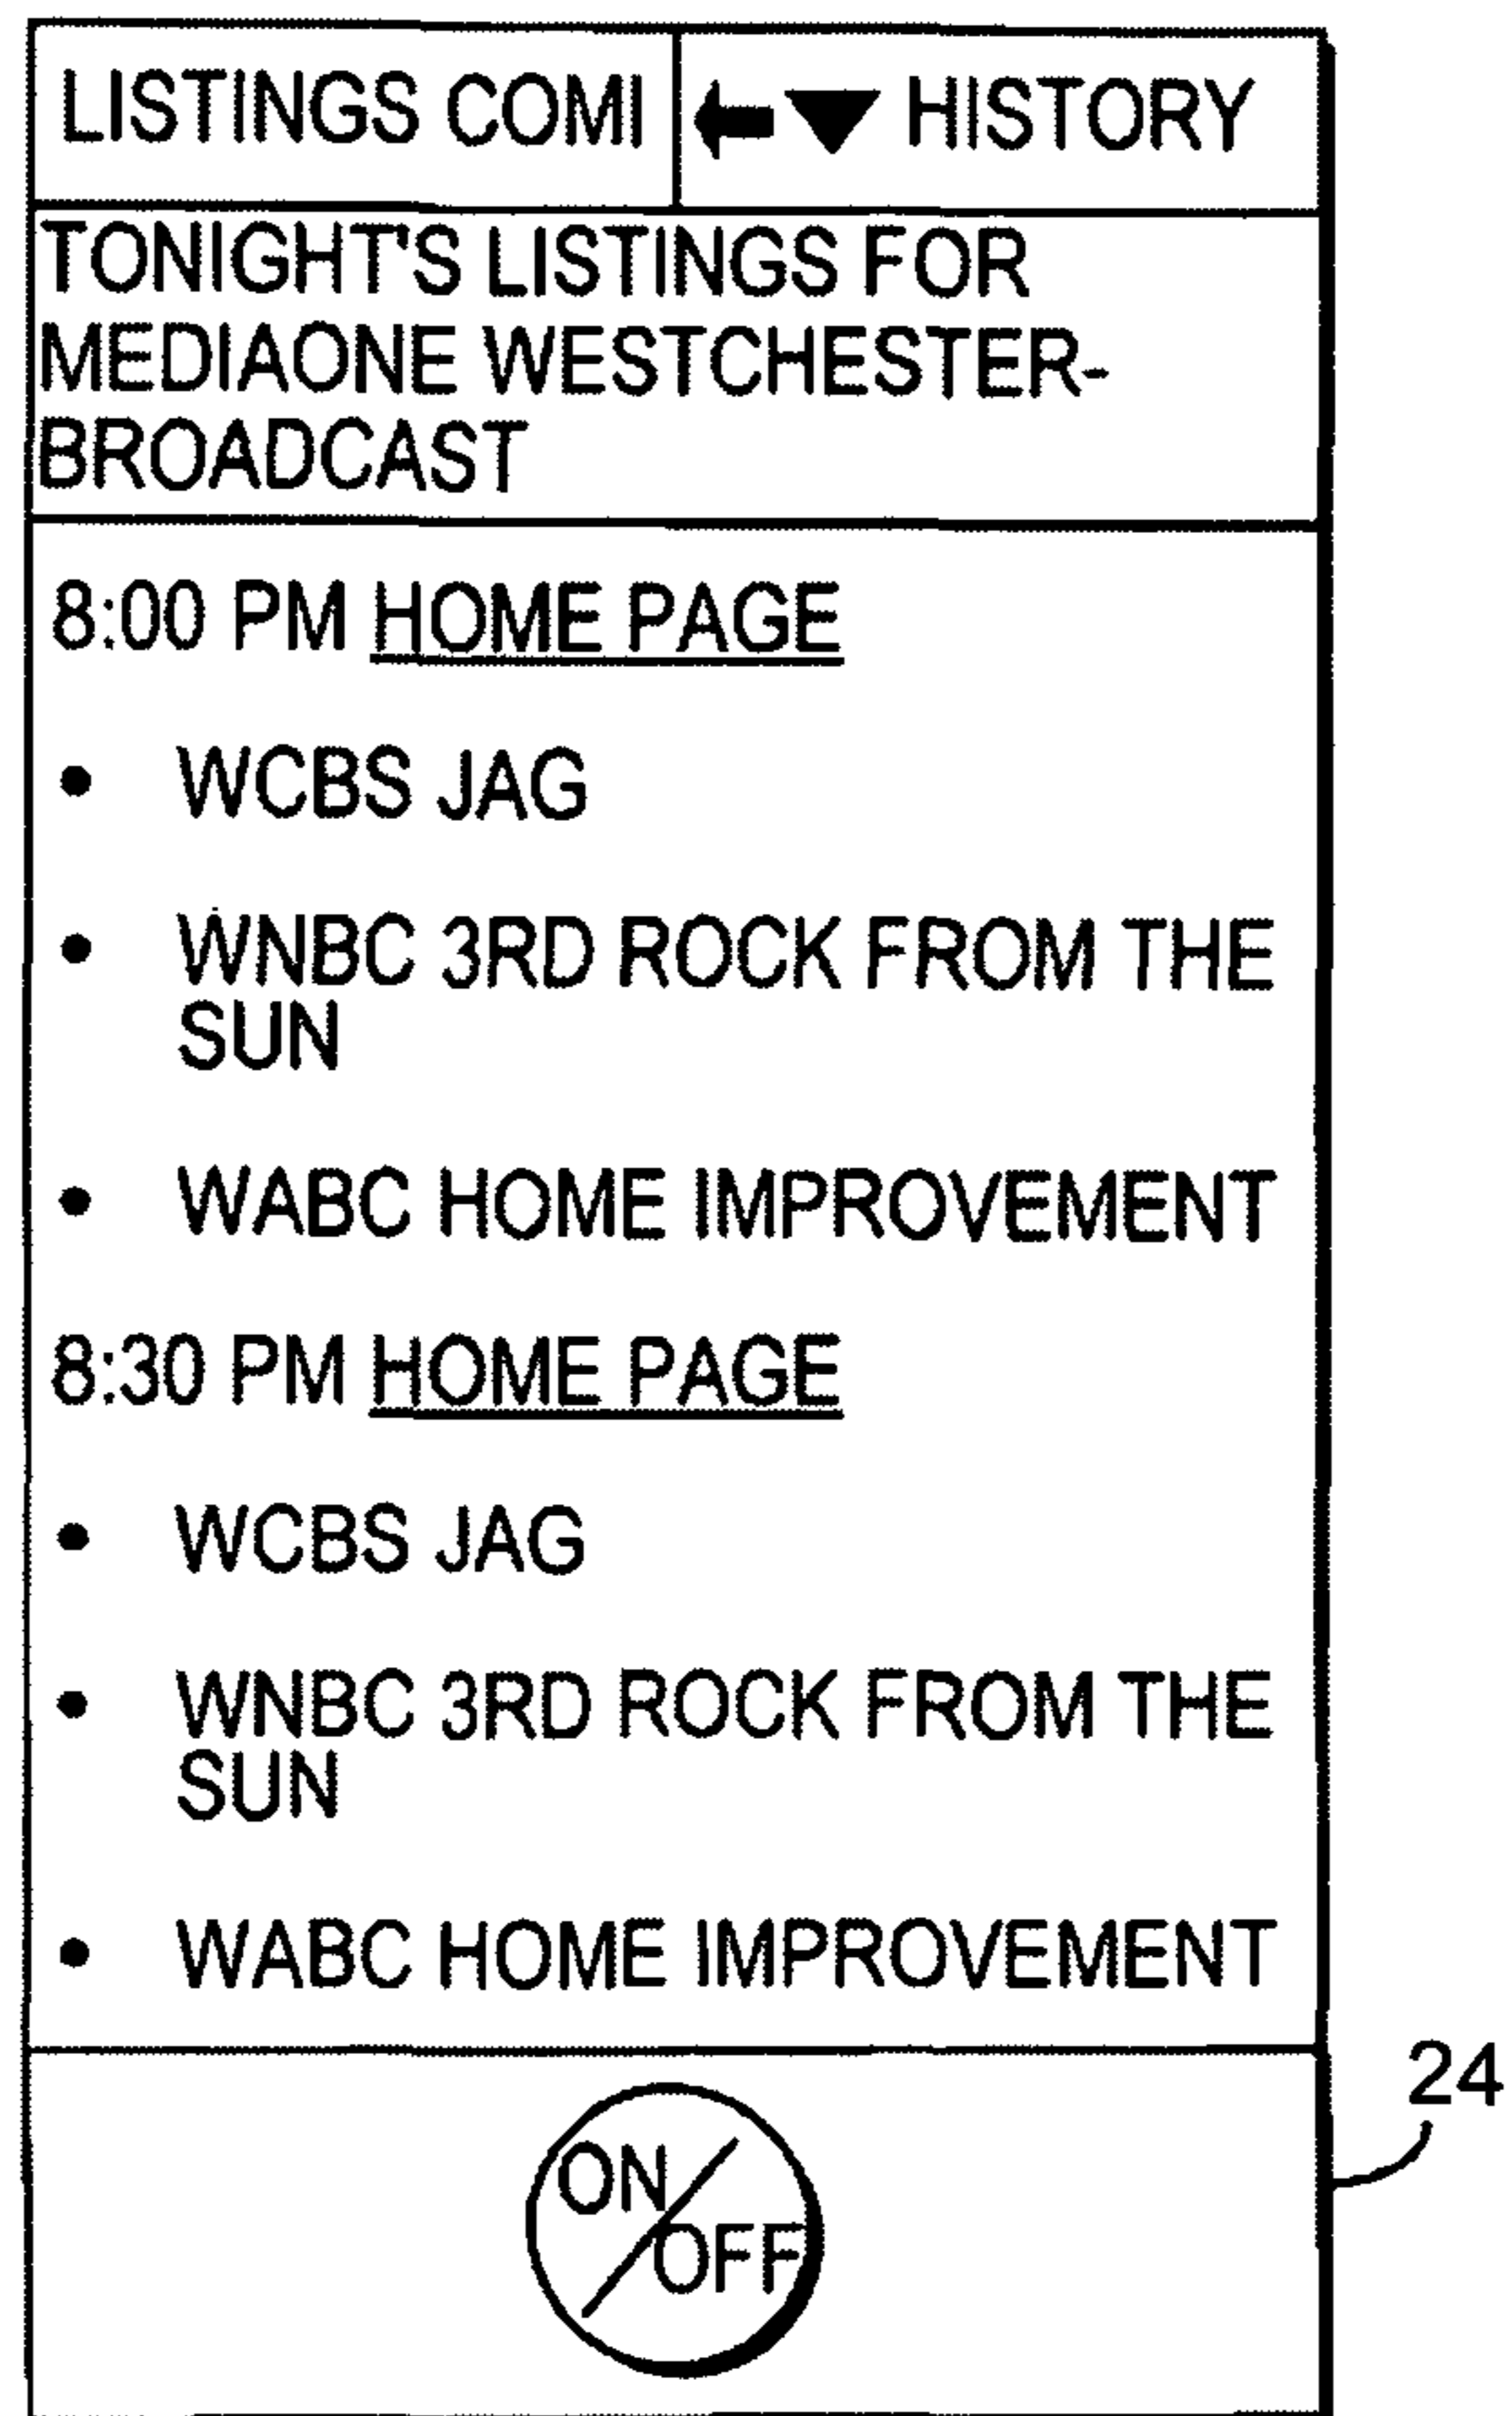 LISTINGS COMI
HISTORY
TONIGHT'S LISTINGS FOR
MEDIAONE WESTCHESTER-
BROADCAST
8:00 PM HOME PAGE
• WCBS JAG
• WNBC 3RD ROCK FROM THE
SUN
• WABC HOME IMPROVEMENT
8:30 PM HOME PAGE
• WCBS JAG
• WNBC 3RD ROCK FROM THE
SUN
• WABC HOME IMPROVEMENT
24
ON
OFF